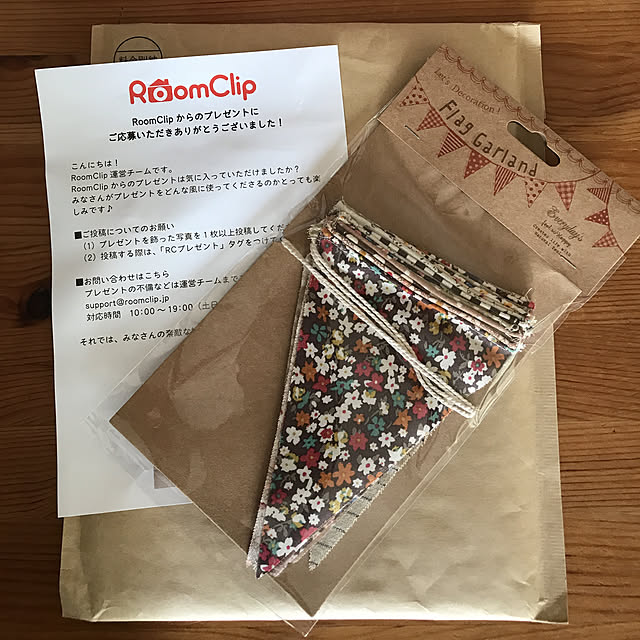 RoomClip
RoomClip からのプレゼントに
ご応募いただきありがとうございました！
こんにちは！
RoomClip 運営チームです。
RoomClip からのプレゼントは気に入っていただけましたか？
みなさんがプレゼントをどんな風に使ってくださるのかとっても楽
しみです♪
■ご投稿についてのお願い
（1）プレゼントを飾った写真を１枚以上投稿してくだ
（2）投稿する際は、「RCプレゼント」タグをつけて
■お問い合わせはこちら
プレゼントの不備などは運営チームまで
support@roomclip.jp
対応時間 10:00～19:00（土日
それでは、みなさんの素敵な
Let's Decoration!
Flag Garland
Everyday's